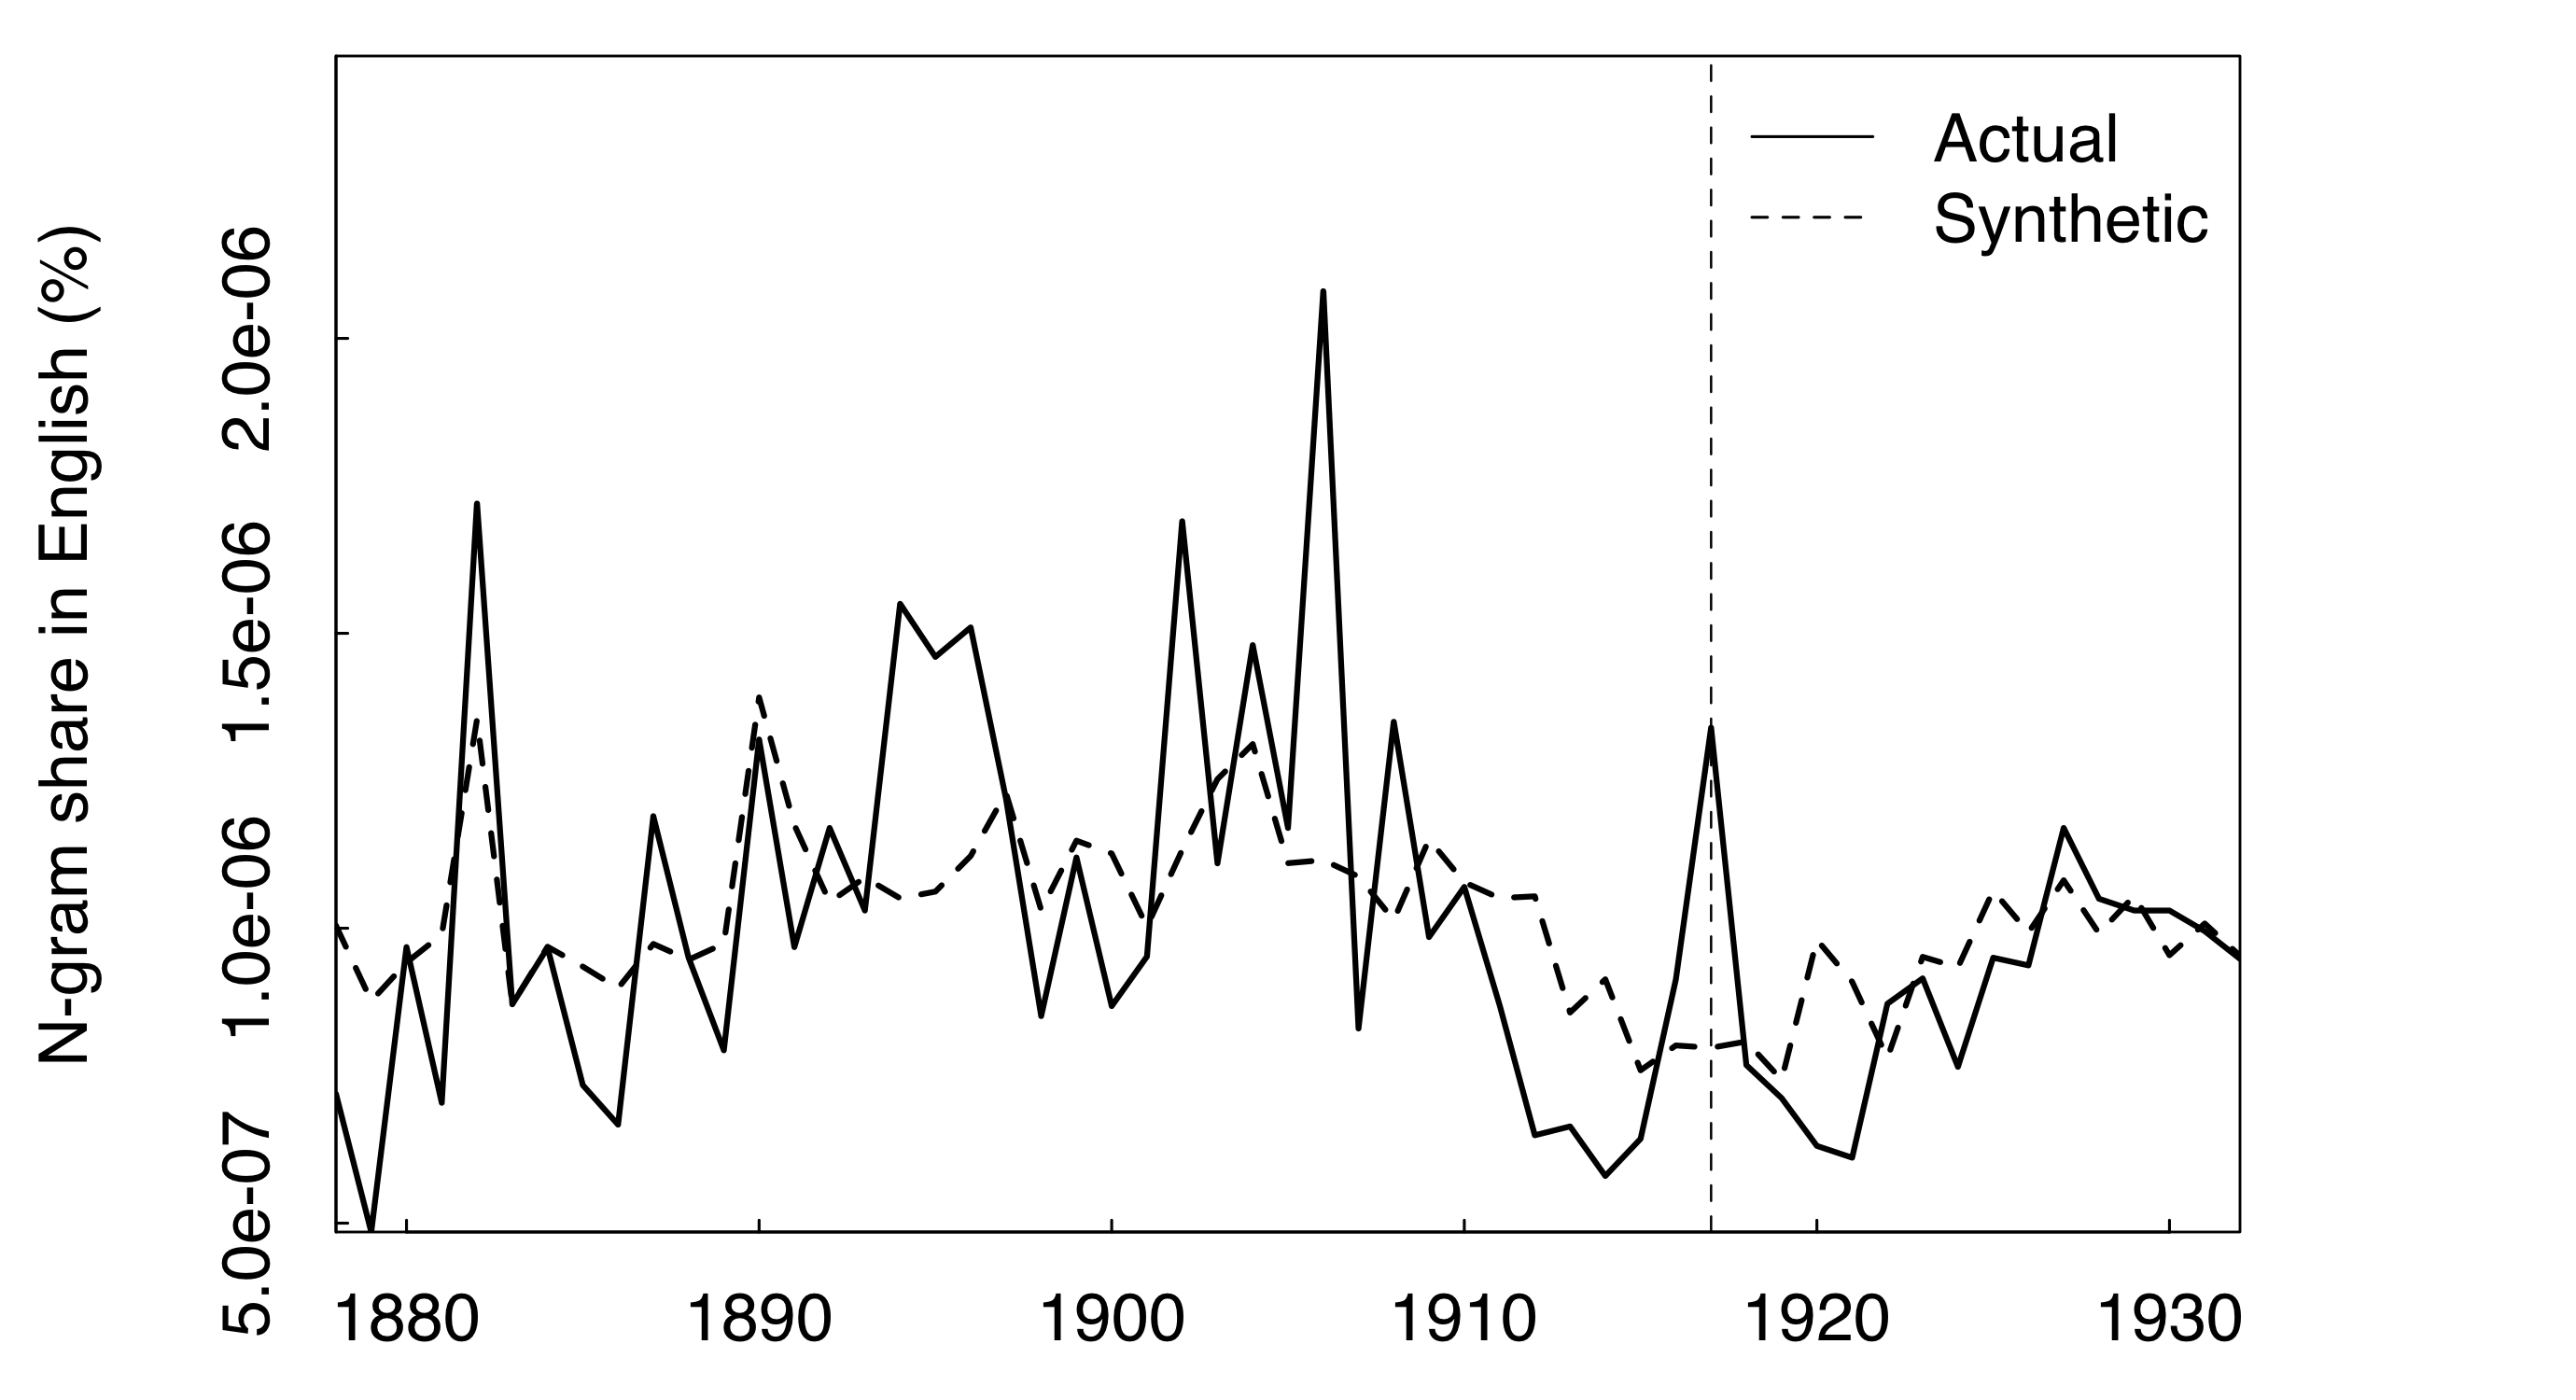 N-gram share in English (%)
2.0e-06
1.5e-06
1.0e-06
5.0e-07
Actual
Synthetic
1880 1890 1900 1910 1920 1930